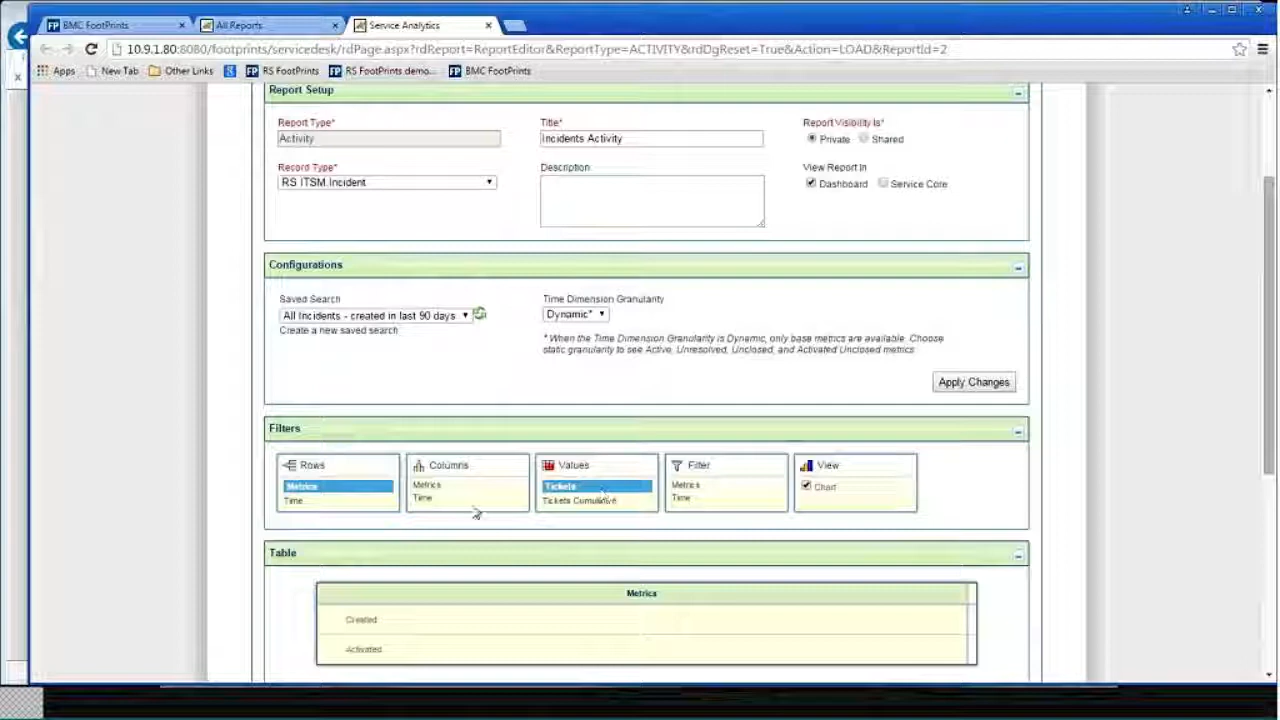 BMC FootPrints
All Reports
Service Analytics
10.9.1.80:8080/footprints/servicedesk/rdPage.aspx?rdReport=ReportEditor&ReportType=ACTIVITY&rdDgReset=True&Action=LOAD&ReportId=2
Apps New Tab Other Links RS FootPrints RS FootPrints demo... BMC FootPrints
Report Setup
Report Type* Title* Report Visibility Is*
Activity Incidents Activity Private Shared
Record Type* Description View Report In
RS ITSM Incident Dashboard Service Core
Configurations
Saved Search Time Dimension Granularity
All Incidents - created in last 90 days Dynamic*
Create a new saved search
* When the Time Dimension Granularity is Dynamic, only base metrics are available. Choose
static granularity to see Active, Unresolved, Unclosed, and Activated Unclosed metrics
Apply Changes
Filters
Rows Columns Values Filter View
Metrics Metrics Tickets Metrics Chart
Time Time Tickets Cumulative Time
Table
Metrics
Created
Activated